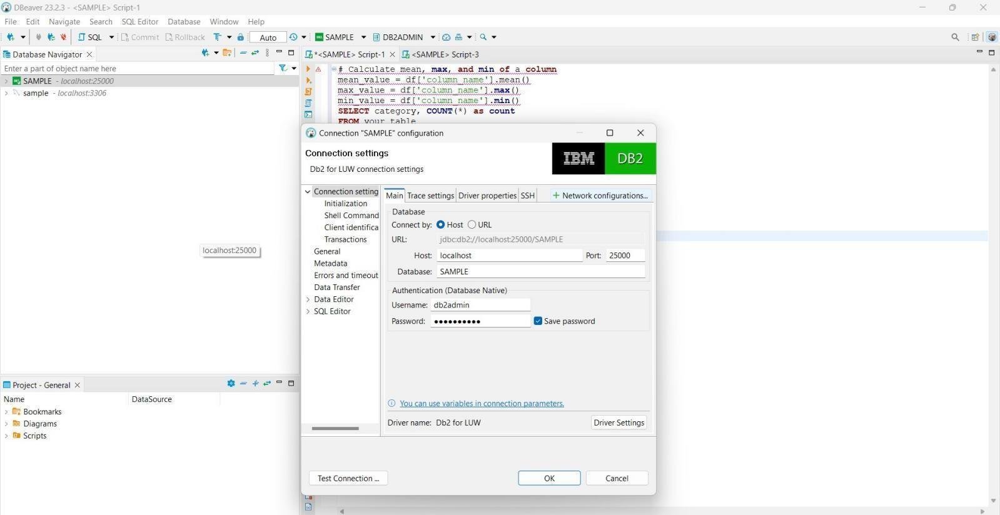 DBeaver 23.2.3 - <SAMPLE> Script-1
File Edit Navigate Search SQL Editor Database Window Help
SQL Commit Rollback Auto SAMPLE DB2ADMIN
Database Navigator
*<SAMPLE> Script-1 <SAMPLE> Script-3
Enter a part of object name here
SAMPLE - localhost:25000
sample - localhost:3306
# Calculate mean, max, and min of a column
mean_value = df['column_name'].mean()
max_value = df['column_name'].max()
min_value = df['column_name'].min()
SELECT category, COUNT(*) as count
FROM your_table
localhost:25000
Connection "SAMPLE" configuration
Connection settings
Db2 for LUW connection settings
IBM DB2
Connection setting
Initialization
Shell Command
Client identifica
Transactions
General
Metadata
Errors and timeout
Data Transfer
Data Editor
SQL Editor
Main Trace settings Driver properties SSH + Network configurations...
Database
Connect by: Host URL
URL: jdbc:db2://localhost:25000/SAMPLE
Host: localhost Port: 25000
Database: SAMPLE
Authentication (Database Native)
Username: db2admin
Password: •••••••••• Save password
You can use variables in connection parameters.
Driver name: Db2 for LUW Driver Settings
Test Connection ... OK Cancel
Project - General
Name DataSource
Bookmarks
Diagrams
Scripts